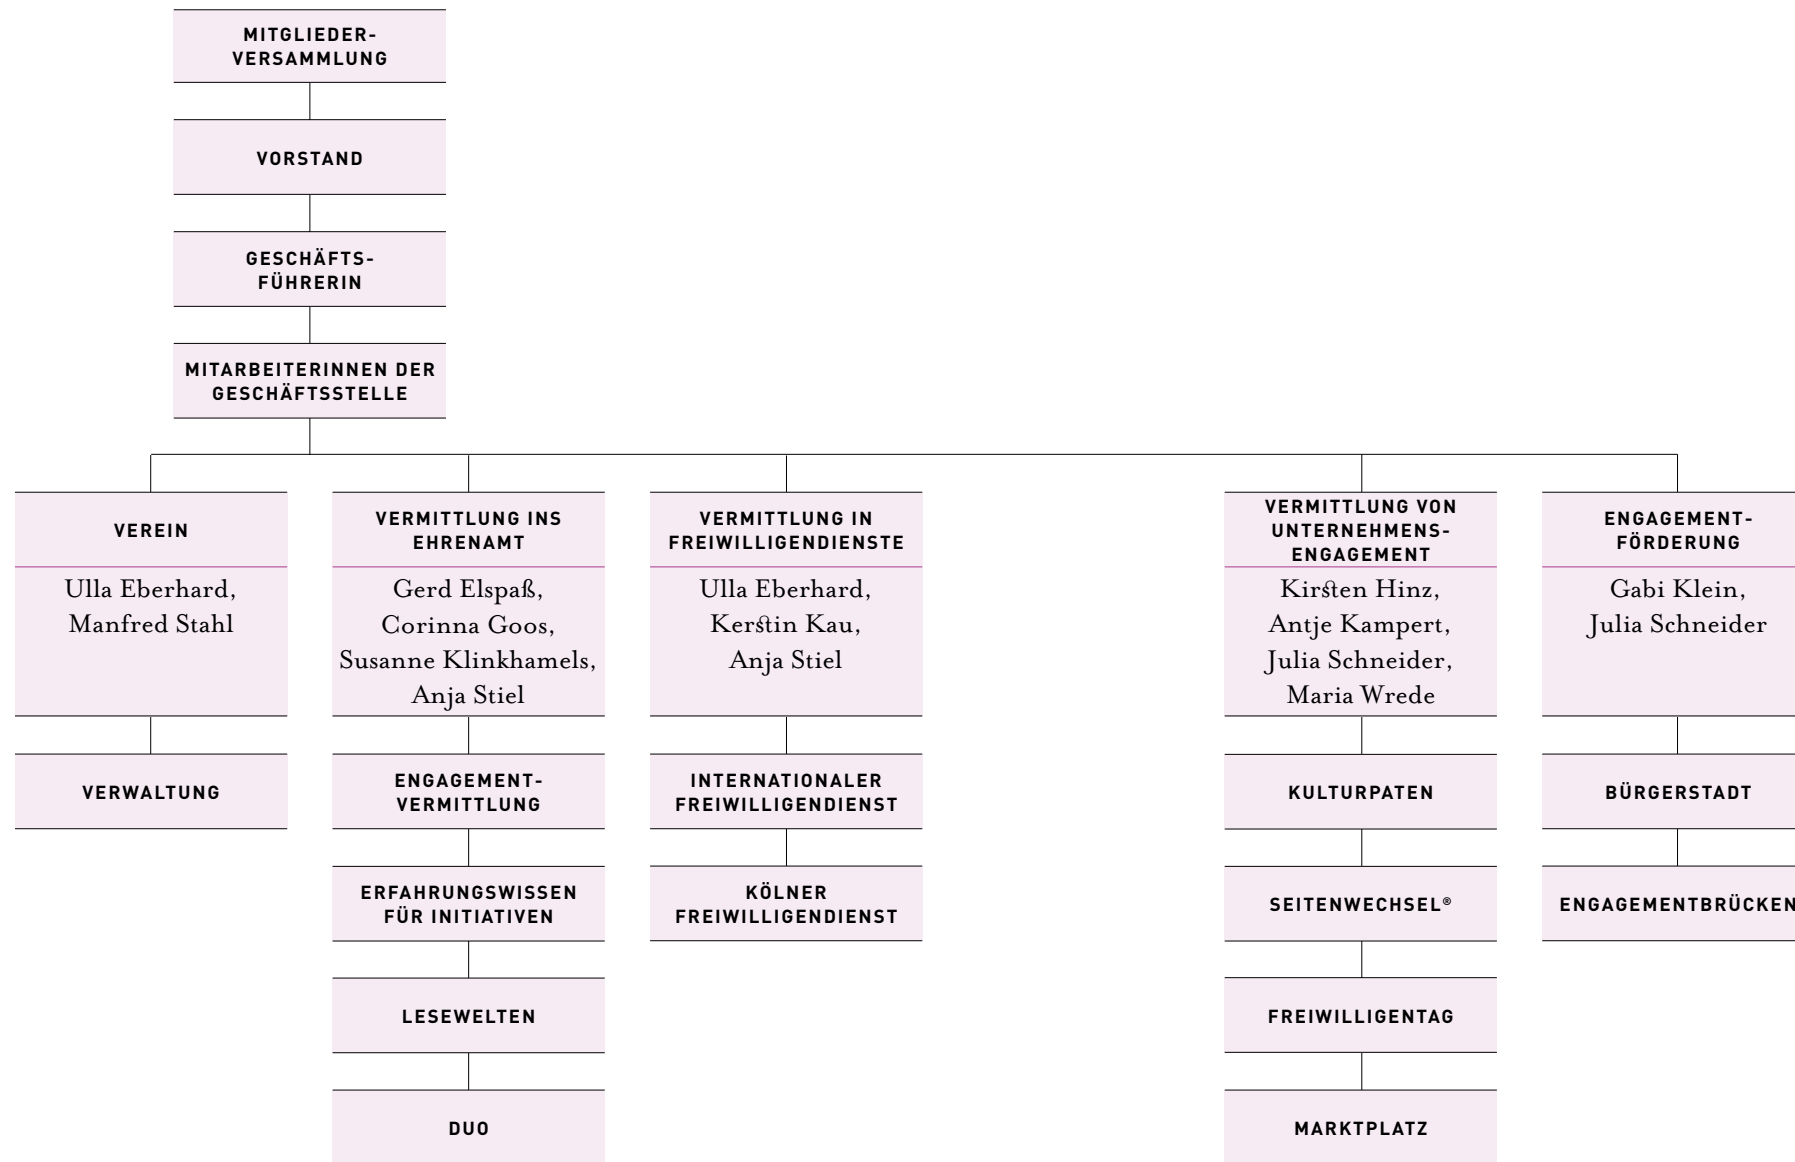 MITGLIEDER-
VERSAMMLUNG
VORSTAND
GESCHÄFTS-
FÜHRERIN
MITARBEITERINNEN DER
GESCHÄFTSSTELLE
VEREIN
Ulla Eberhard,
Manfred Stahl
VERWALTUNG
VERMITTLUNG INS
EHRENAMT
Gerd Elspaß,
Corinna Goos,
Susanne Klinkhamels,
Anja Stiel
ENGAGEMENT-
VERMITTLUNG
ERFAHRUNGSWISSEN
FÜR INITIATIVEN
LESEWELTEN
DUO
VERMITTLUNG IN
FREIWILLIGENDIENSTE
Ulla Eberhard,
Kerstin Kau,
Anja Stiel
INTERNATIONALER
FREIWILLIGENDIENST
KÖLNER
FREIWILLIGENDIENST
VERMITTLUNG VON
UNTERNEHMENS-
ENGAGEMENT
Kirsten Hinz,
Antje Kampert,
Julia Schneider,
Maria Wrede
KULTURPATEN
SEITENWECHSEL®
FREIWILLIGENTAG
MARKTPLATZ
ENGAGEMENT-
FÖRDERUNG
Gabi Klein,
Julia Schneider
BÜRGERSTADT
ENGAGEMENTBRÜCKEN